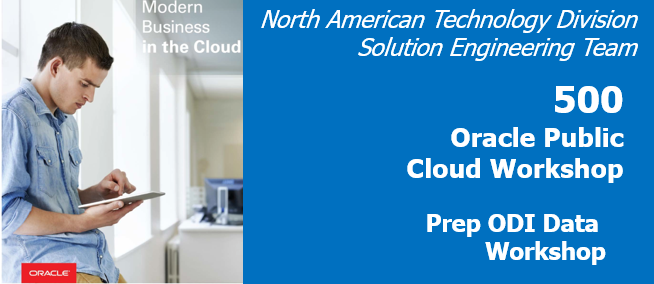 Modern
Business
in the Cloud
ORACLE
North American Technology Division
Solution Engineering Team
500
Oracle Public
Cloud Workshop
Prep ODI Data
Workshop